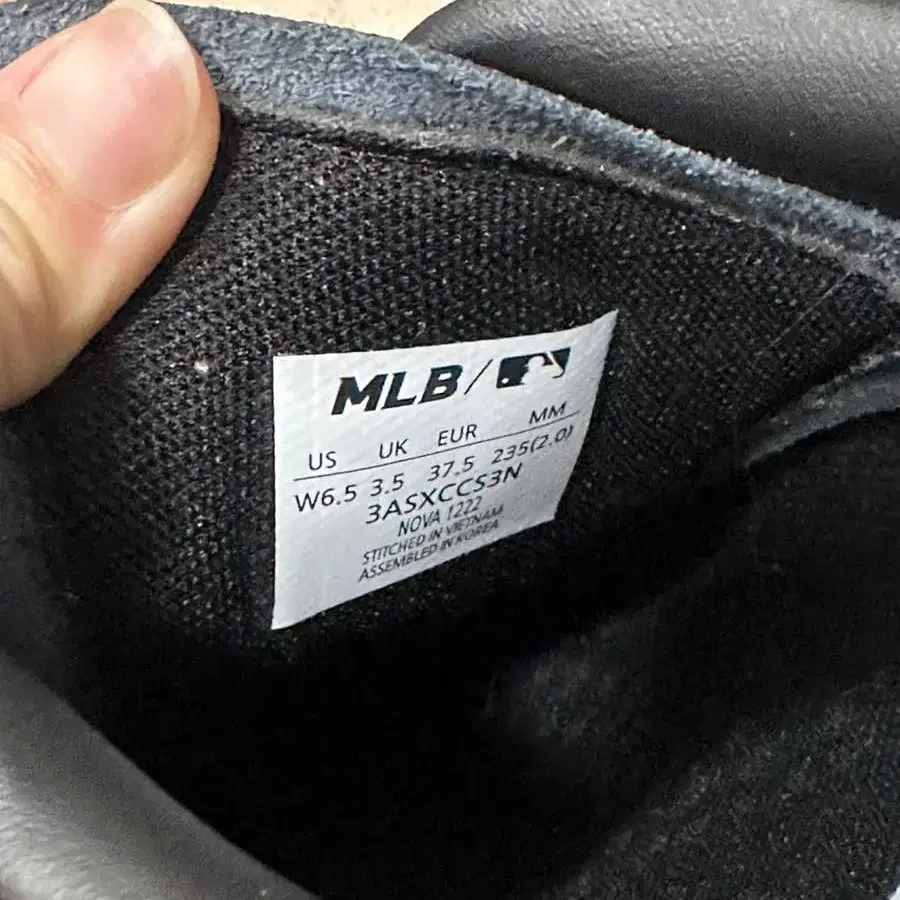 MLB /
US UK EUR MM
W6.5 3.5 37.5 235(2.0)
3ASXCCS3N
NOVA 1222
STITCHED IN VIETNAM
ASSEMBLED IN KOREA